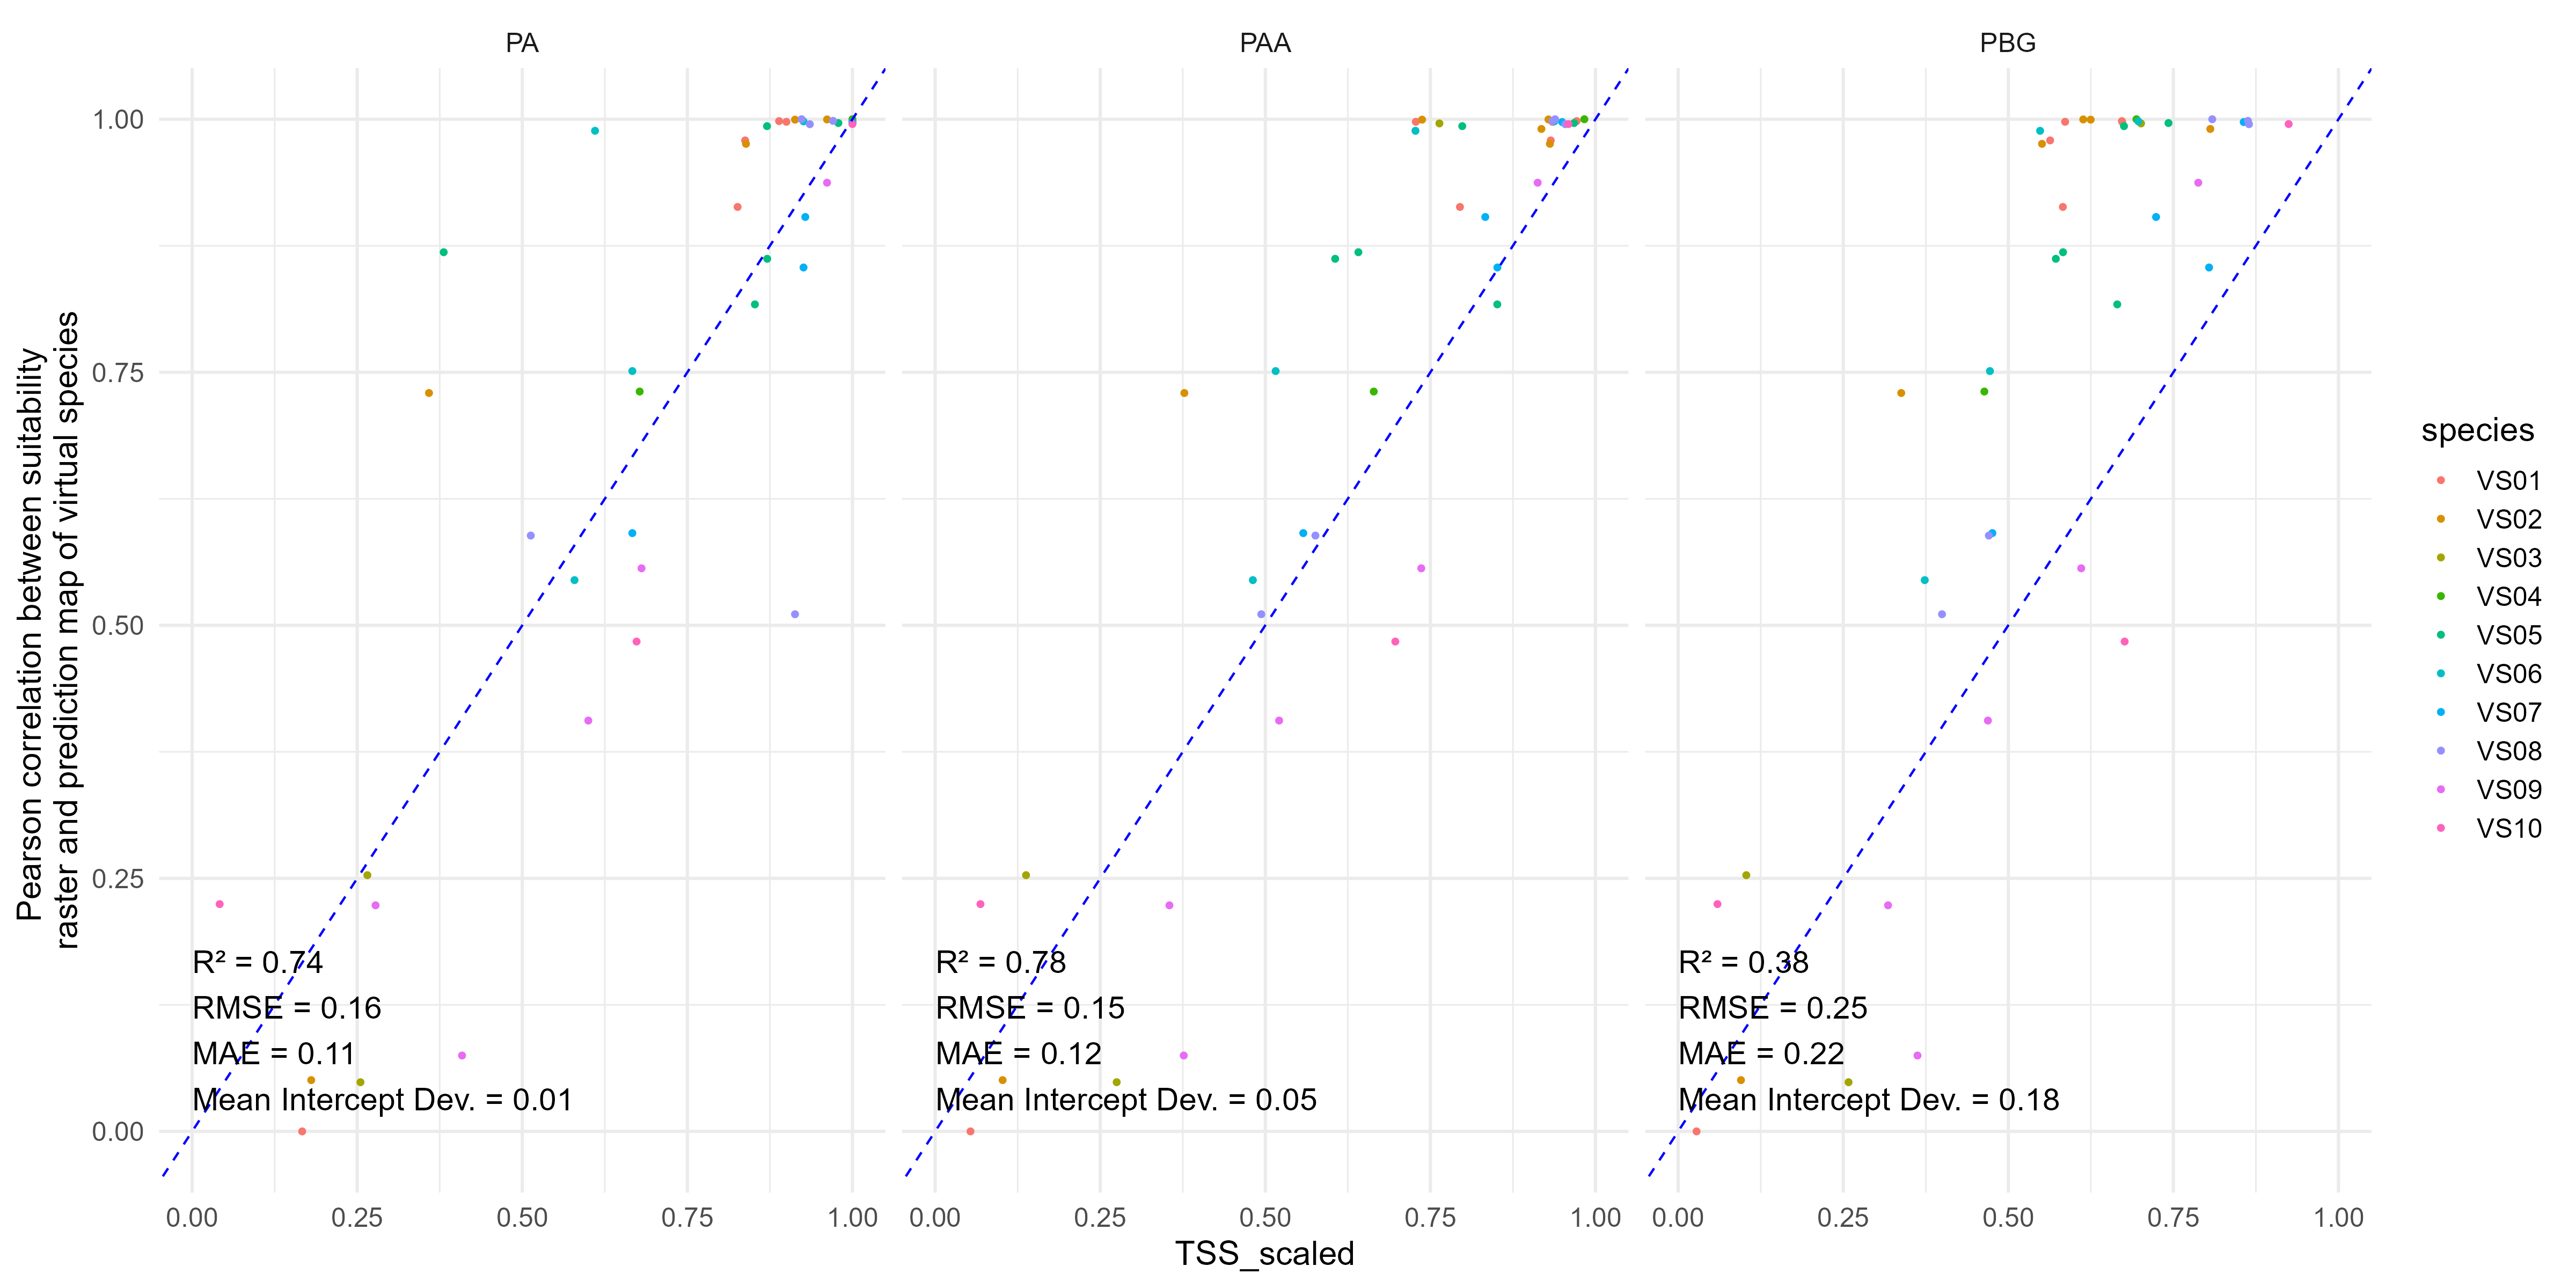 PA
PAA
PBG
Pearson correlation between suitability
raster and prediction map of virtual species
1.00
0.75
0.50
0.25
0.00
R² = 0.74
RMSE = 0.16
MAE = 0.11
Mean Intercept Dev. = 0.01
R² = 0.78
RMSE = 0.15
MAE = 0.12
Mean Intercept Dev. = 0.05
R² = 0.38
RMSE = 0.25
MAE = 0.22
Mean Intercept Dev. = 0.18
0.00 0.25 0.50 0.75 1.00
0.00 0.25 0.50 0.75 1.00
0.00 0.25 0.50 0.75 1.00
TSS_scaled
species
VS01
VS02
VS03
VS04
VS05
VS06
VS07
VS08
VS09
VS10